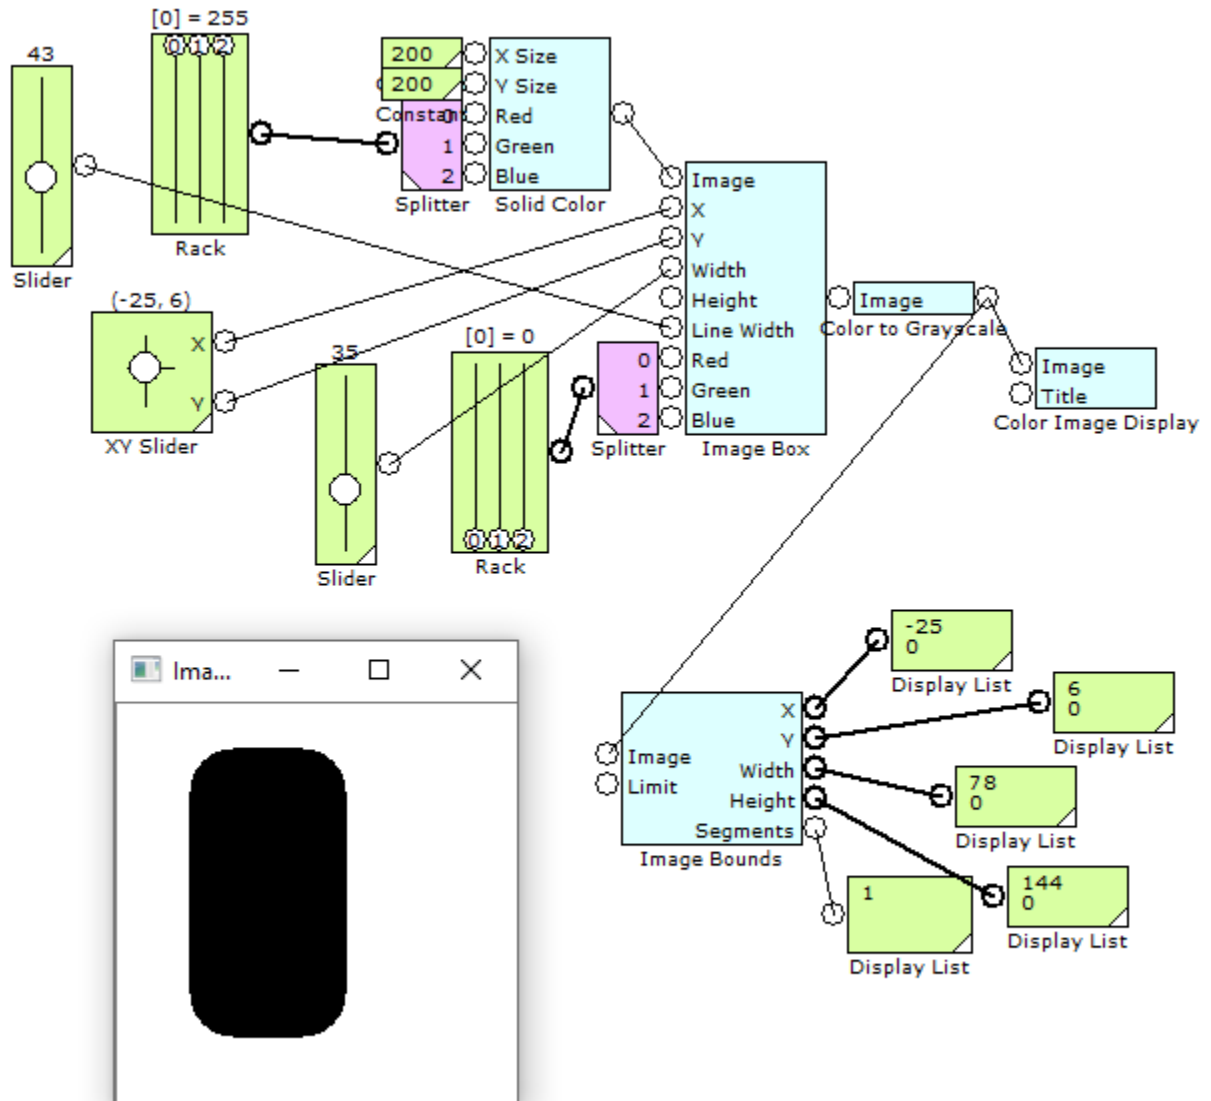 [0] = 255
43
0 1 2
Rack
Slider
200
200
Constant
X Size
Y Size
Red
Green
Blue
Solid Color
0
1
2
Splitter
(-25, 6)
X
Y
XY Slider
35
Slider
[0] = 0
0 1 2
Rack
0
1
2
Splitter
Image
X
Y
Width
Height
Line Width
Red
Green
Blue
Image Box
Image
Color to Grayscale
Image
Title
Color Image Display
Ima...
Image
Limit
X
Y
Width
Height
Segments
Image Bounds
-25
0
Display List
6
0
Display List
78
0
Display List
144
0
Display List
1
Display List